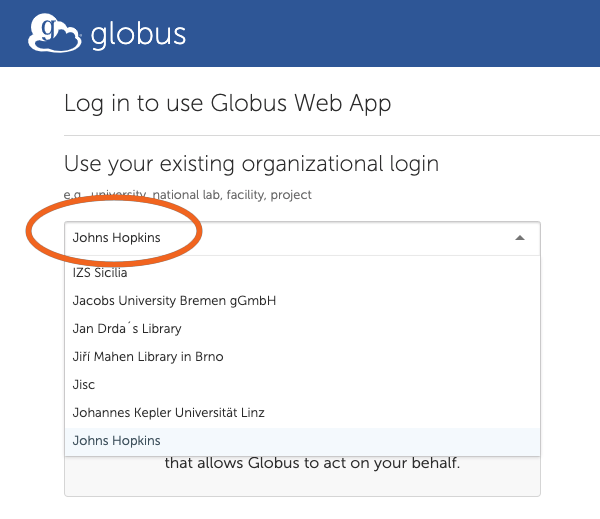 globus
Log in to use Globus Web App
Use your existing organizational login
e.g., university, national lab, facility, project
Johns Hopkins
IZS Sicilia
Jacobs University Bremen gGmbH
Jan Drda´s Library
Jiří Mahen Library in Brno
Jisc
Johannes Kepler Universität Linz
Johns Hopkins
that allows Globus to act on your behalf.